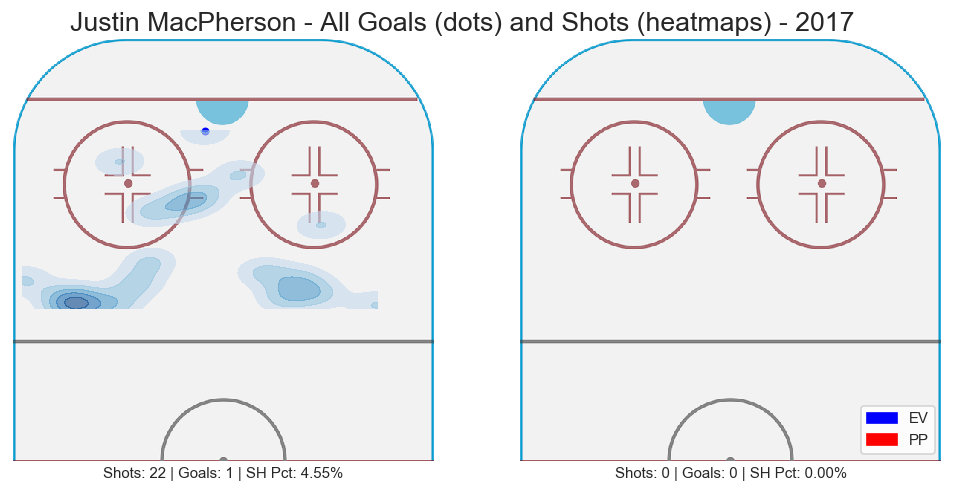 Justin MacPherson - All Goals (dots) and Shots (heatmaps) - 2017
EV
PP
Shots: 22 | Goals: 1 | SH Pct: 4.55%
Shots: 0 | Goals: 0 | SH Pct: 0.00%